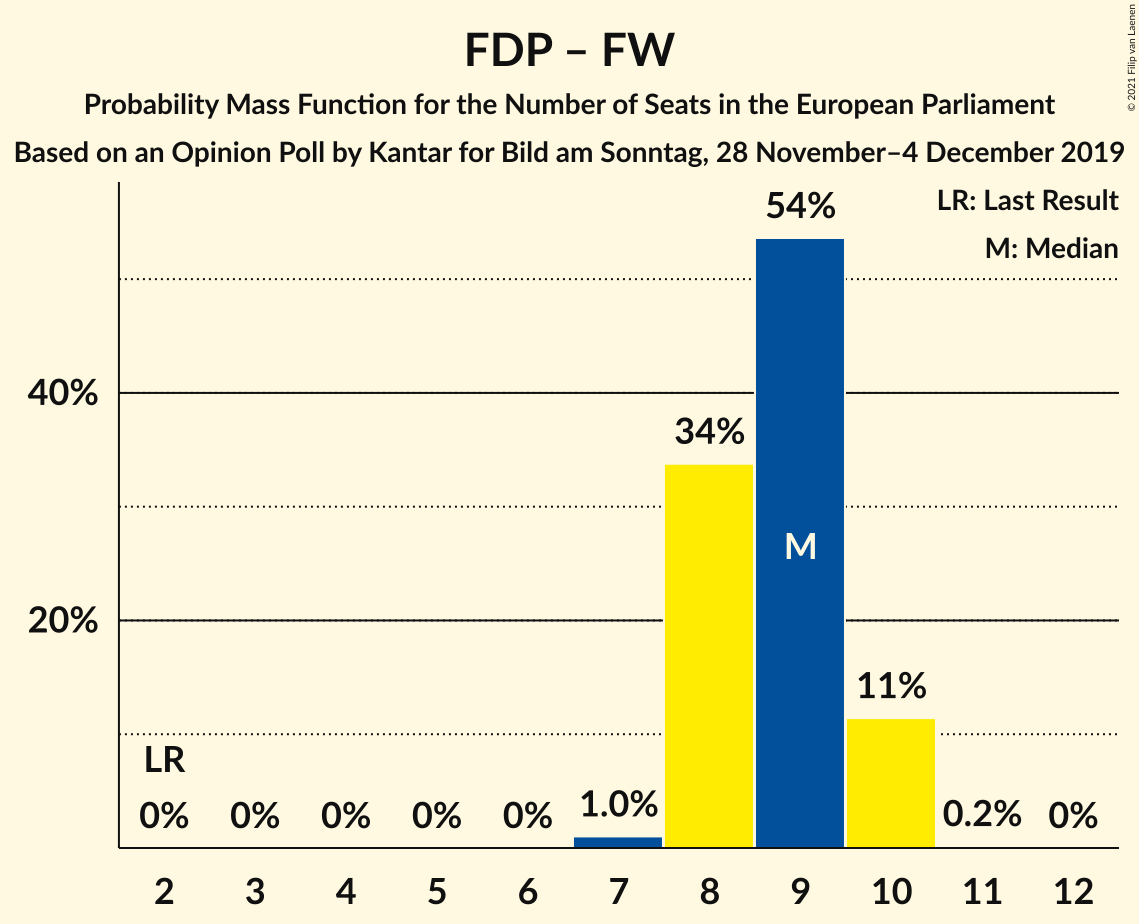 FDP – FW
Probability Mass Function for the Number of Seats in the European Parliament
Based on an Opinion Poll by Kantar for Bild am Sonntag, 28 November–4 December 2019
© 2021 Filip van Laenen
LR: Last Result
M: Median
54%
40%
34%
M
20%
11%
LR
0% 0% 0% 0% 0% 1.0% 0.2% 0%
2 3 4 5 6 7 8 9 10 11 12